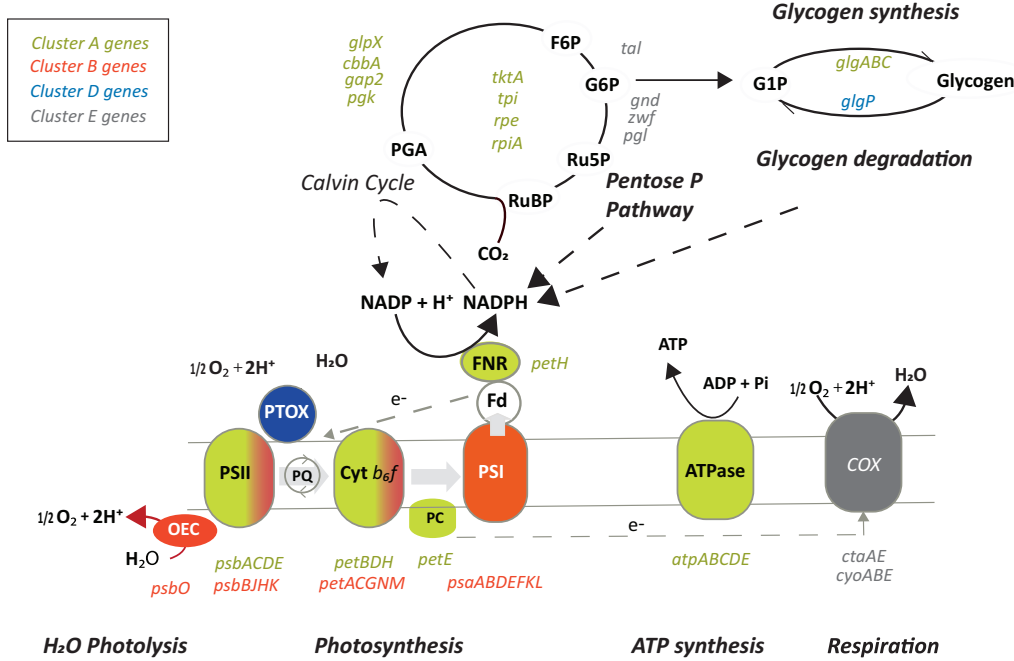 Cluster A genes
Cluster B genes
Cluster D genes
Cluster E genes
Glycogen synthesis
glpX
cbbA
gap2
pgk
F6P
tal
tktA
tpi
rpe
rpiA
G6P
gnd
zwf
pgl
G1P
glgABC
glgP
Glycogen
PGA
Ru5P
RuBP
Calvin Cycle
Pentose P
Pathway
Glycogen degradation
CO₂
NADP + H⁺ NADPH
1/2 O₂ + 2H⁺
H₂O
FNR
petH
ATP
ADP + Pi
1/2 O₂ + 2H⁺
H₂O
PTOX
e-
Fd
PSII
PQ
Cyt b₆f
PSI
ATPase
COX
1/2 O₂ + 2H⁺
OEC
H₂O
PC
e-
psbO
psbACDE
psbBJHK
petBDH
petACGNM
petE
psaABDEFKL
atpABCDE
ctaAE
cyoABE
H₂O Photolysis
Photosynthesis
ATP synthesis
Respiration